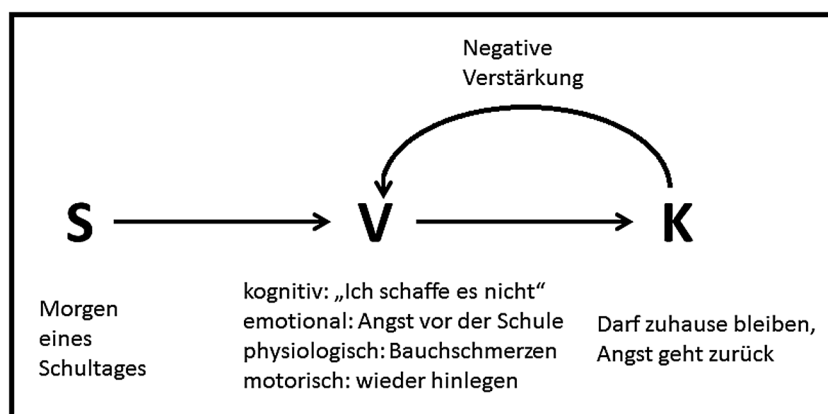 Negative
Verstärkung
S
V
K
Morgen
eines
Schultages
kognitiv: „Ich schaffe es nicht“
emotional: Angst vor der Schule
physiologisch: Bauchschmerzen
motorisch: wieder hinlegen
Darf zuhause bleiben,
Angst geht zurück